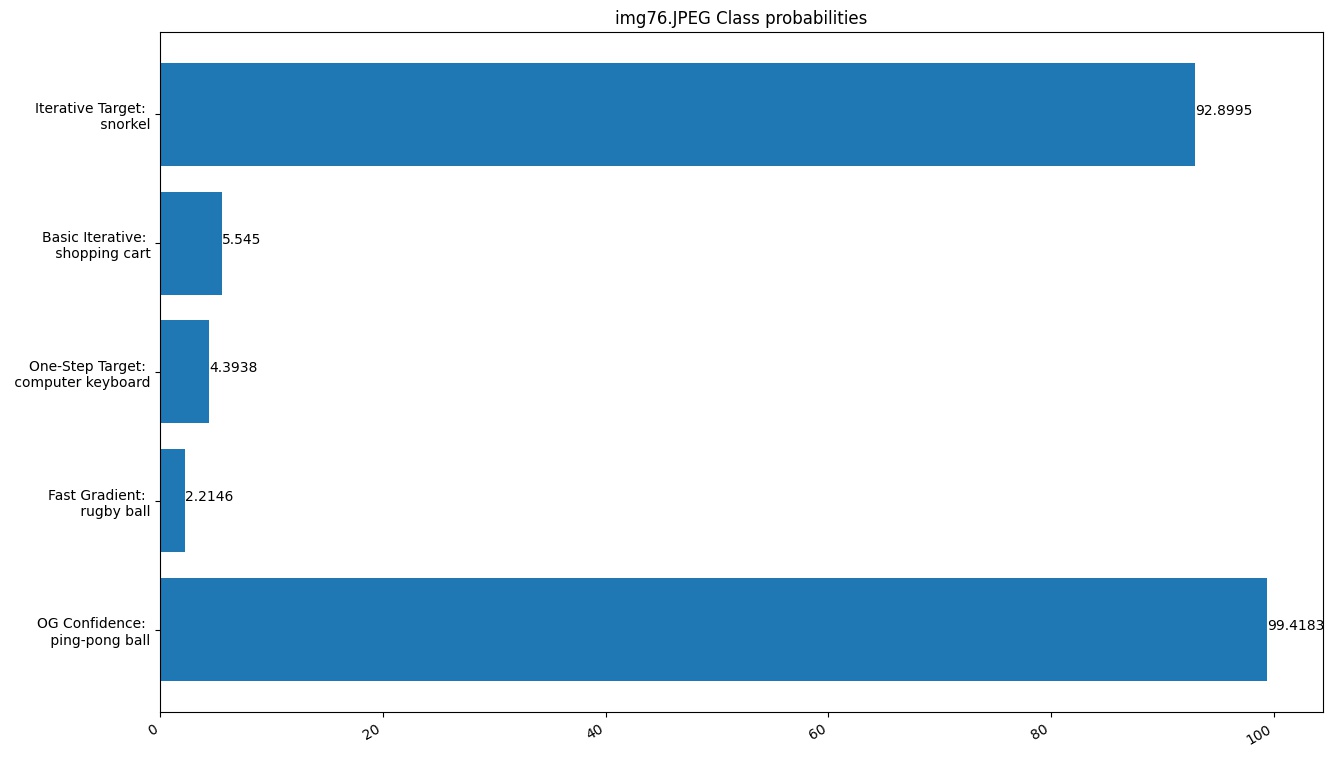 img76.JPEG Class probabilities
Iterative Target:
snorkel
92.8995
Basic Iterative:
shopping cart
5.545
One-Step Target:
computer keyboard
4.3938
Fast Gradient:
rugby ball
2.2146
OG Confidence:
ping-pong ball
99.4183
0
20
40
60
80
100